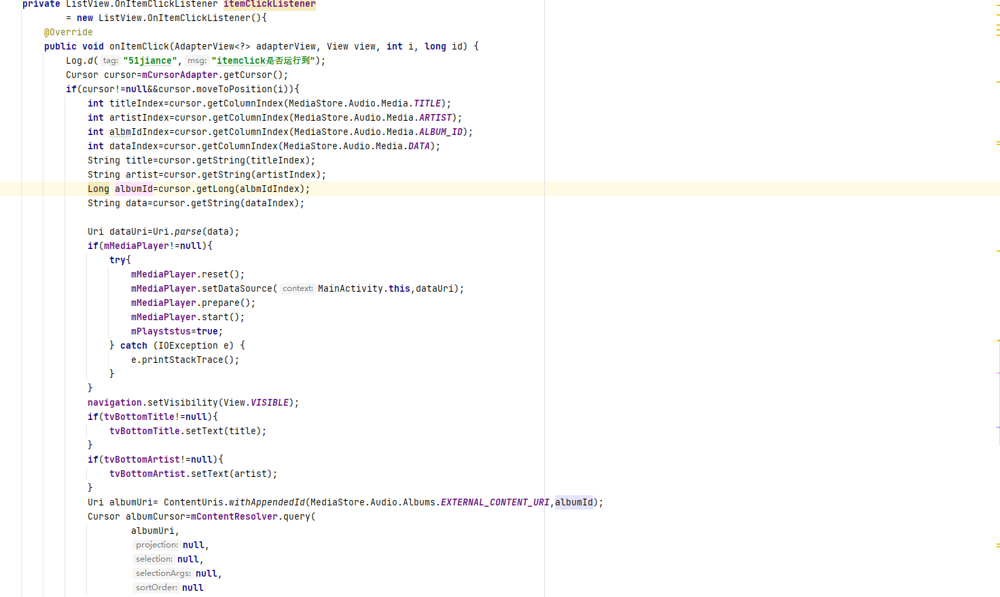 private ListView.OnItemClickListener itemClickListener
= new ListView.OnItemClickListener(){
@Override
public void onItemClick(AdapterView<?> adapterView, View view, int i, long id) {
Log.d( tag: "51jiance", msg: "itemclick是否运行到");
Cursor cursor=mCursorAdapter.getCursor();
if(cursor!=null&&cursor.moveToPosition(i)){
int titleIndex=cursor.getColumnIndex(MediaStore.Audio.Media.TITLE);
int artistIndex=cursor.getColumnIndex(MediaStore.Audio.Media.ARTIST);
int albmIdIndex=cursor.getColumnIndex(MediaStore.Audio.Media.ALBUM_ID);
int dataIndex=cursor.getColumnIndex(MediaStore.Audio.Media.DATA);
String title=cursor.getString(titleIndex);
String artist=cursor.getString(artistIndex);
Long albumId=cursor.getLong(albmIdIndex);
String data=cursor.getString(dataIndex);
Uri dataUri=Uri.parse(data);
if(mMediaPlayer!=null){
try{
mMediaPlayer.reset();
mMediaPlayer.setDataSource( context: MainActivity.this,dataUri);
mMediaPlayer.prepare();
mMediaPlayer.start();
mPlayststus=true;
} catch (IOException e) {
e.printStackTrace();
}
}
navigation.setVisibility(View.VISIBLE);
if(tvBottomTitle!=null){
tvBottomTitle.setText(title);
}
if(tvBottomArtist!=null){
tvBottomArtist.setText(artist);
}
Uri albumUri= ContentUris.withAppendedId(MediaStore.Audio.Albums.EXTERNAL_CONTENT_URI,albumId);
Cursor albumCursor=mContentResolver.query(
albumUri,
projection: null,
selection: null,
selectionArgs: null,
sortOrder: null